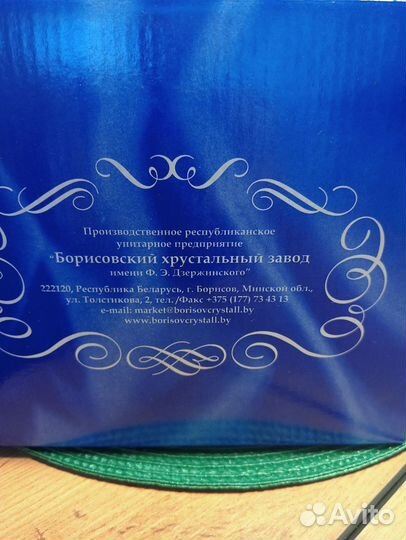 Производственное республиканское
унитарное предприятие
"Борисовский хрустальный завод
имени Ф. Э. Дзержинского"
222120, Республика Беларусь, г. Борисов, Минской обл.,
ул. Толстикова, 2, тел./Факс +375 (177) 73 43 13
e-mail: market@borisovcrystall.by
www.borisovcrystall.by
Avito